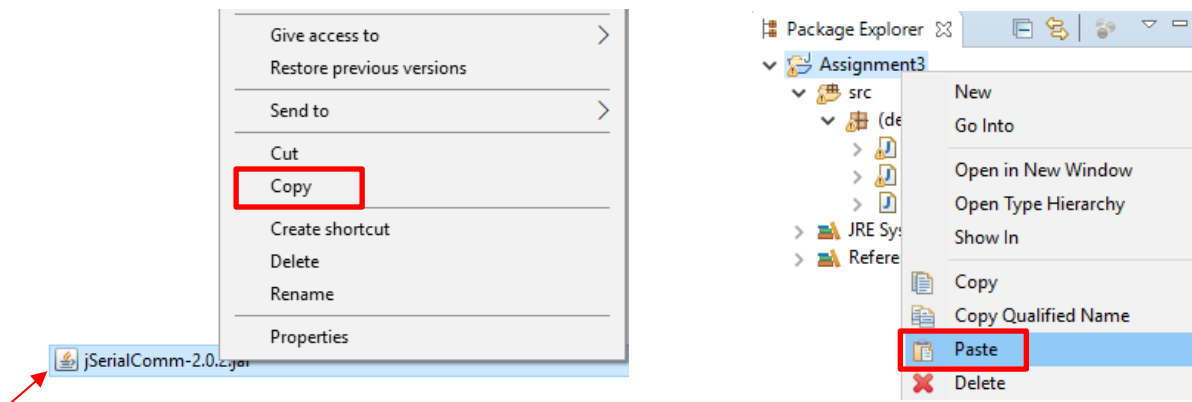 Give access to
Restore previous versions
Send to
Cut
Copy
Create shortcut
Delete
Rename
Properties
jSerialComm-2.0.2.jar
Package Explorer
Assignment3
src
(de
JRE Sys
Refere
New
Go Into
Open in New Window
Open Type Hierarchy
Show In
Copy
Copy Qualified Name
Paste
Delete